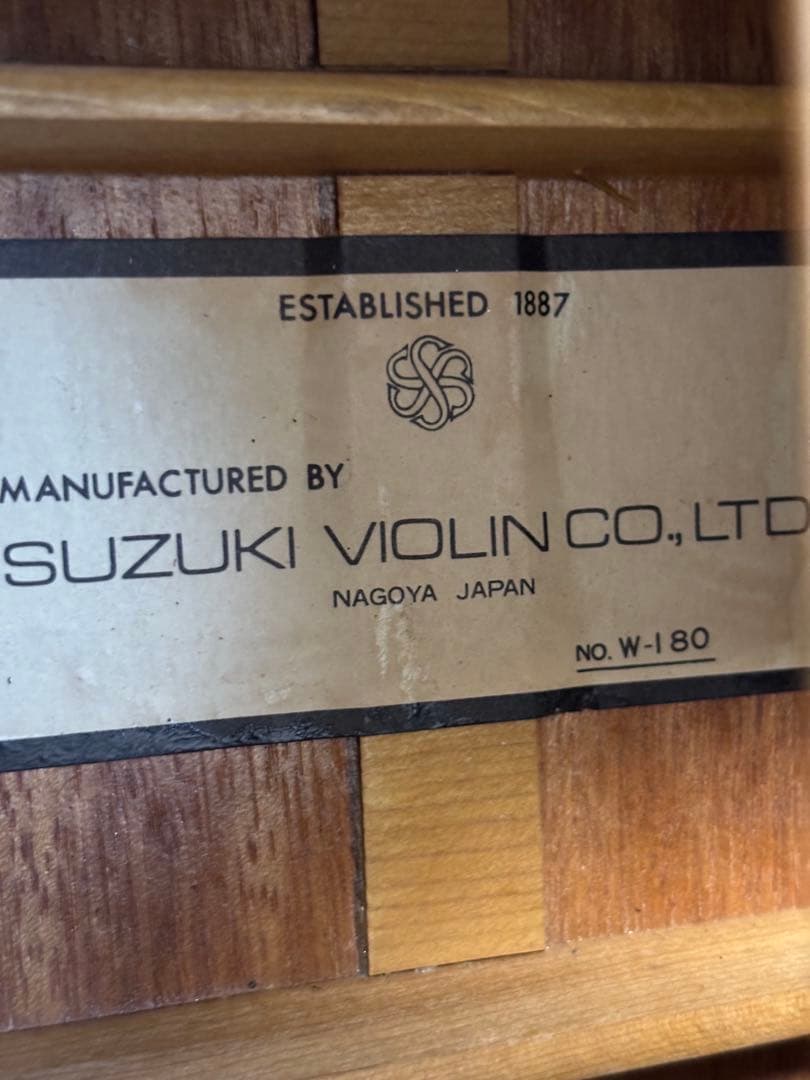 ESTABLISHED 1887
MANUFACTURED BY
SUZUKI VIOLIN CO., LTD
NAGOYA JAPAN
NO. W-180